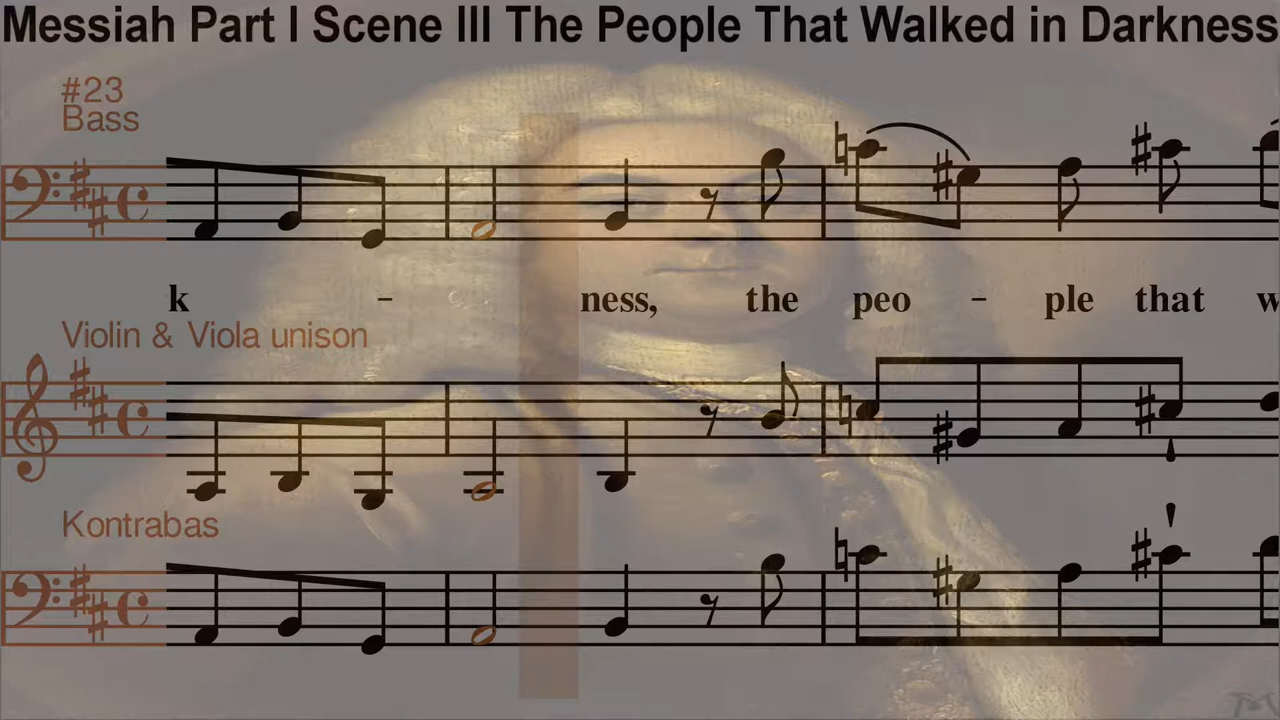 Messiah Part I Scene III The People That Walked in Darkness
#23
Bass
k - ness, the peo - ple that w
Violin & Viola unison
Kontrabas